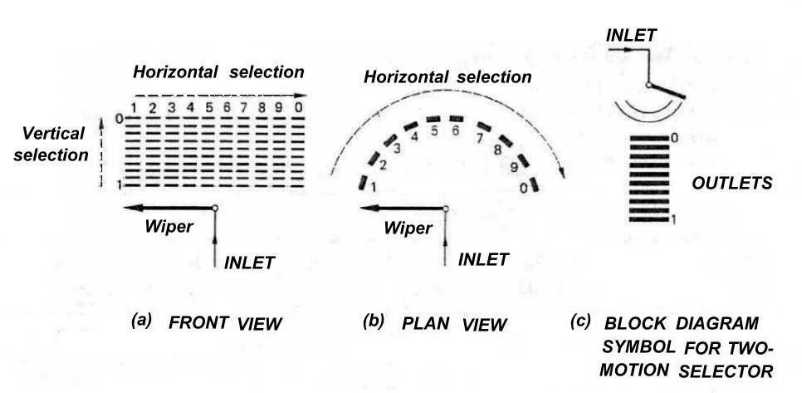 Horizontal selection
1 2 3 4 5 6 7 8 9 0
0
Vertical
selection
1
Wiper
INLET
(a) FRONT VIEW
Horizontal selection
1 2 3 4 5 6 7 8 9 0
Wiper
INLET
(b) PLAN VIEW
INLET
0
OUTLETS
1
(c) BLOCK DIAGRAM
SYMBOL FOR TWO-
MOTION SELECTOR